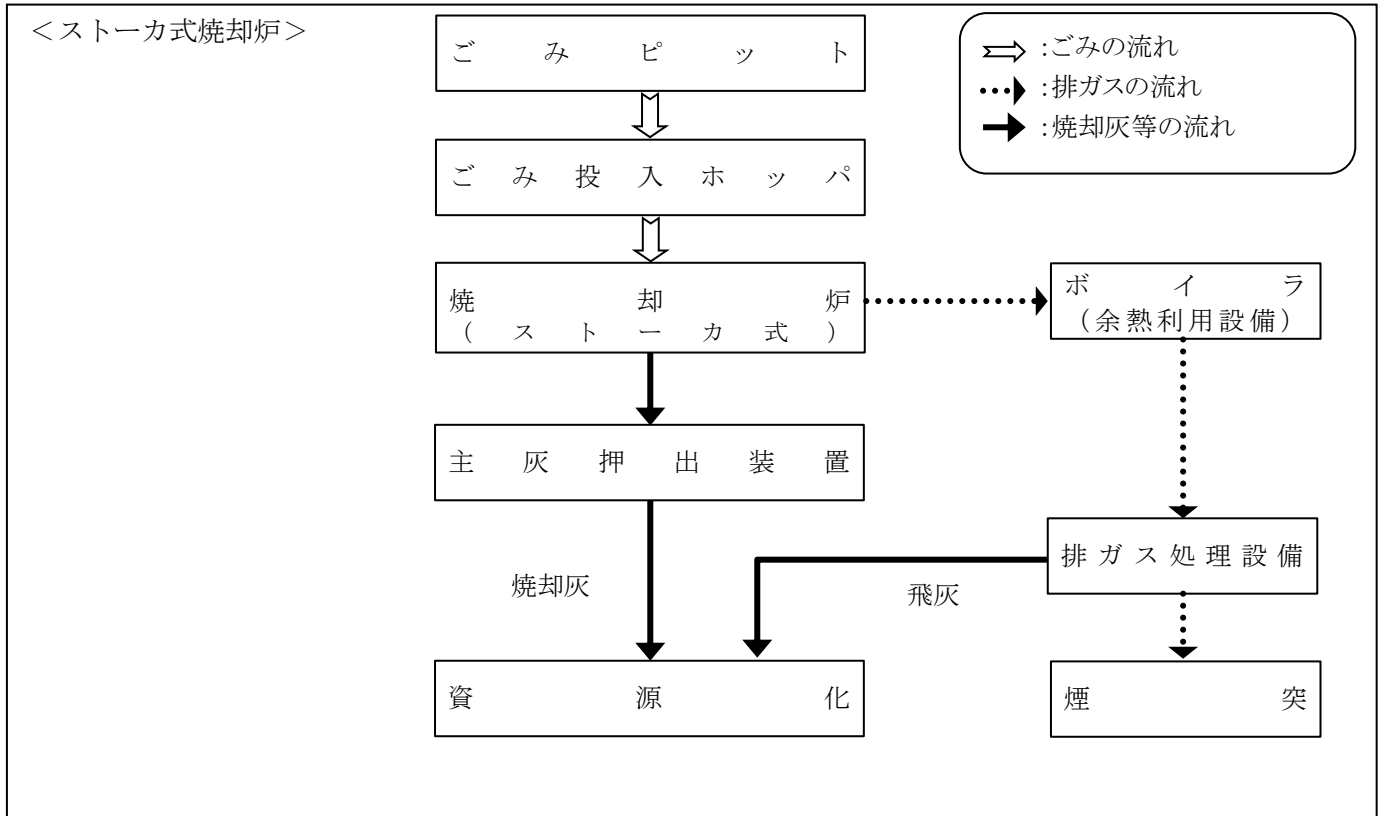 ＜ストーカ式焼却炉＞
ごみピット
:ごみの流れ
:排ガスの流れ
:焼却灰等の流れ
ごみ投入ホッパ
焼却炉
（ストーカ式）
ボイラ
（余熱利用設備）
主灰押出装置
排ガス処理設備
焼却灰
飛灰
資源化
煙突